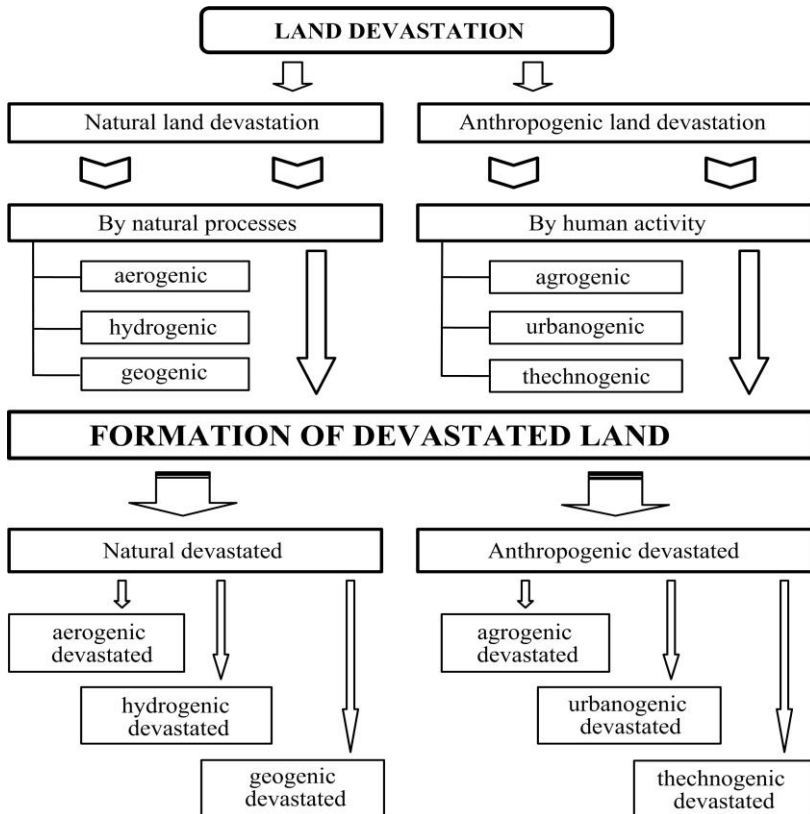 LAND DEVASTATION
Natural land devastation
Anthropogenic land devastation
By natural processes
By human activity
aerogenic
agrogenic
hydrogenic
urbanogenic
geogenic
thechnogenic
FORMATION OF DEVASTATED LAND
Natural devastated
Anthropogenic devastated
aerogenic
devastated
agrogenic
devastated
hydrogenic
devastated
urbanogenic
devastated
geogenic
devastated
thechnogenic
devastated